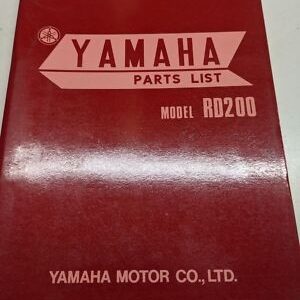 YAMAHA
PARTS LIST
MODEL RD200
YAMAHA MOTOR CO.,LTD.